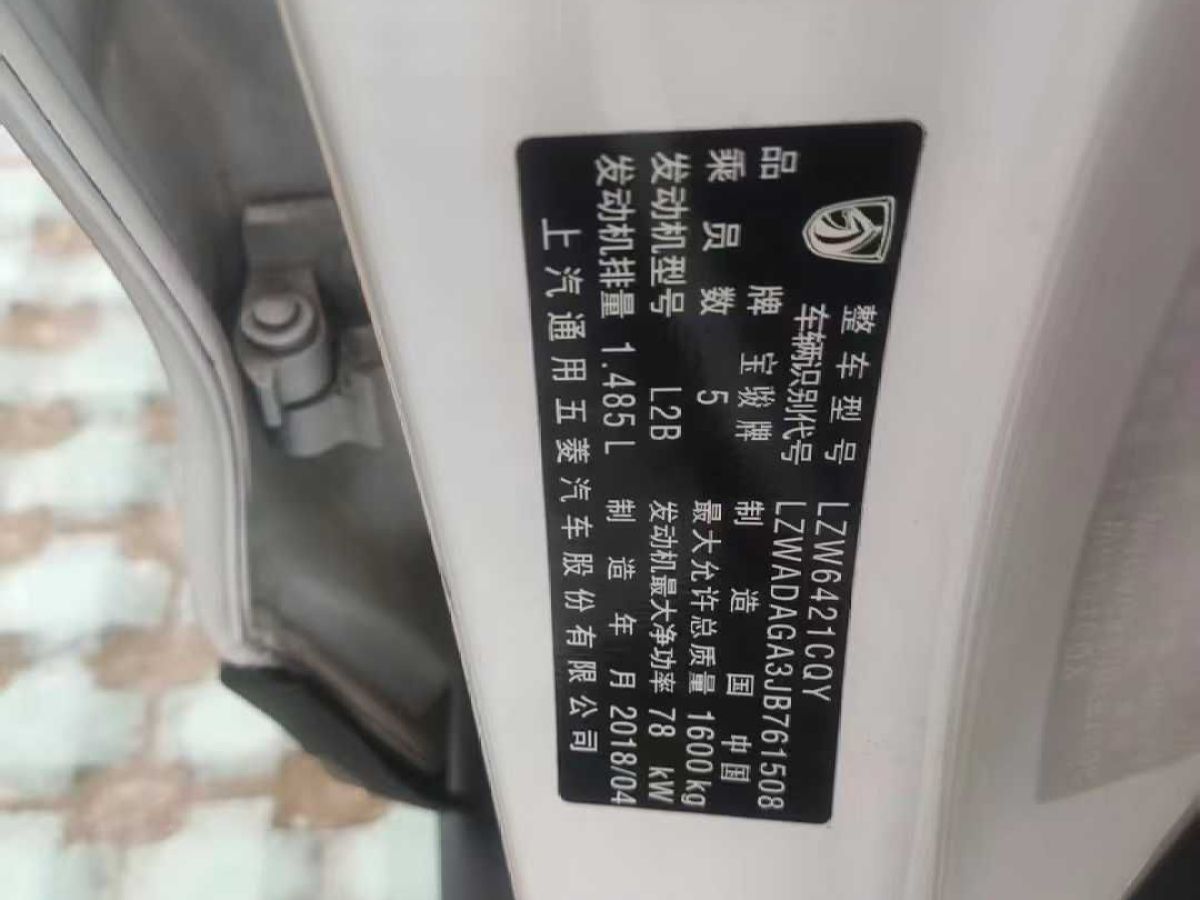 整车型号 LZW6421CQY
车辆识别代号 LZWADAGA3JB761508
品牌 宝骏牌 制造国 中国
乘员数 5 最大允许总质量 1600kg
发动机型号 L2B 发动机最大净功率 78 kW
发动机排量 1.485L 制造年月 2018/04
上汽通用五菱汽车股份有限公司